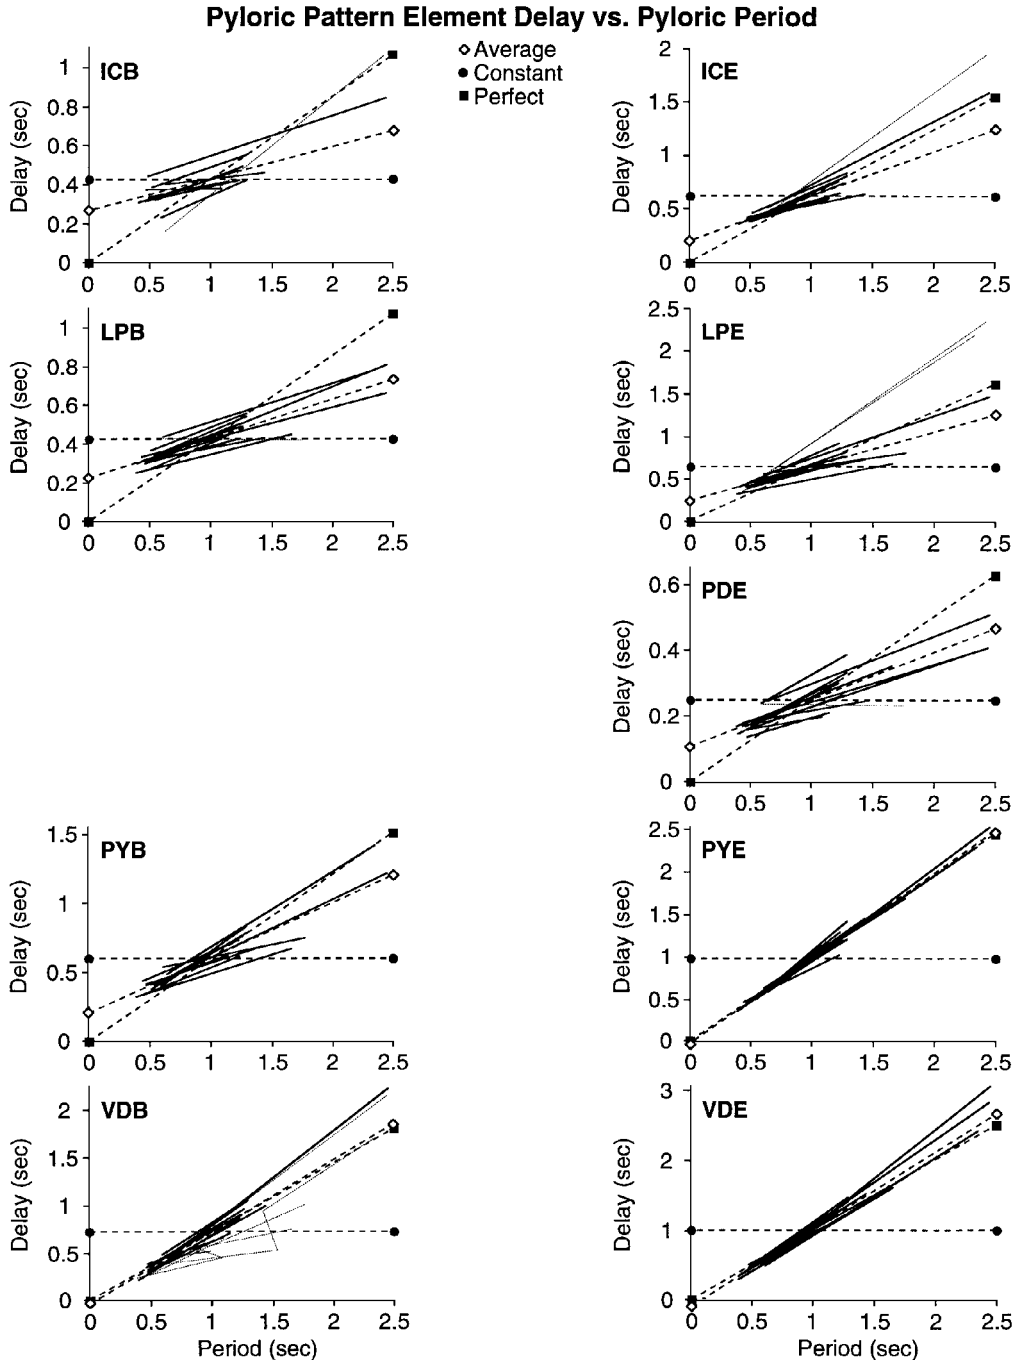 Pyloric Pattern Element Delay vs. Pyloric Period
Average
Constant
Perfect
ICB
Delay (sec)
1
0.8
0.6
0.4
0.2
0
0 0.5 1 1.5 2 2.5
ICE
Delay (sec)
2
1.5
1
0.5
0
0 0.5 1 1.5 2 2.5
LPB
Delay (sec)
1
0.8
0.6
0.4
0.2
0
0 0.5 1 1.5 2 2.5
LPE
Delay (sec)
2.5
2
1.5
1
0.5
0
0 0.5 1 1.5 2 2.5
PDE
Delay (sec)
0.6
0.4
0.2
0
0 0.5 1 1.5 2 2.5
PYB
Delay (sec)
1.5
1
0.5
0
0 0.5 1 1.5 2 2.5
PYE
Delay (sec)
2.5
2
1.5
1
0.5
0
0 0.5 1 1.5 2 2.5
VDB
Delay (sec)
2
1.5
1
0.5
0
0 0.5 1 1.5 2 2.5
Period (sec)
VDE
Delay (sec)
3
2
1
0
0 0.5 1 1.5 2 2.5
Period (sec)